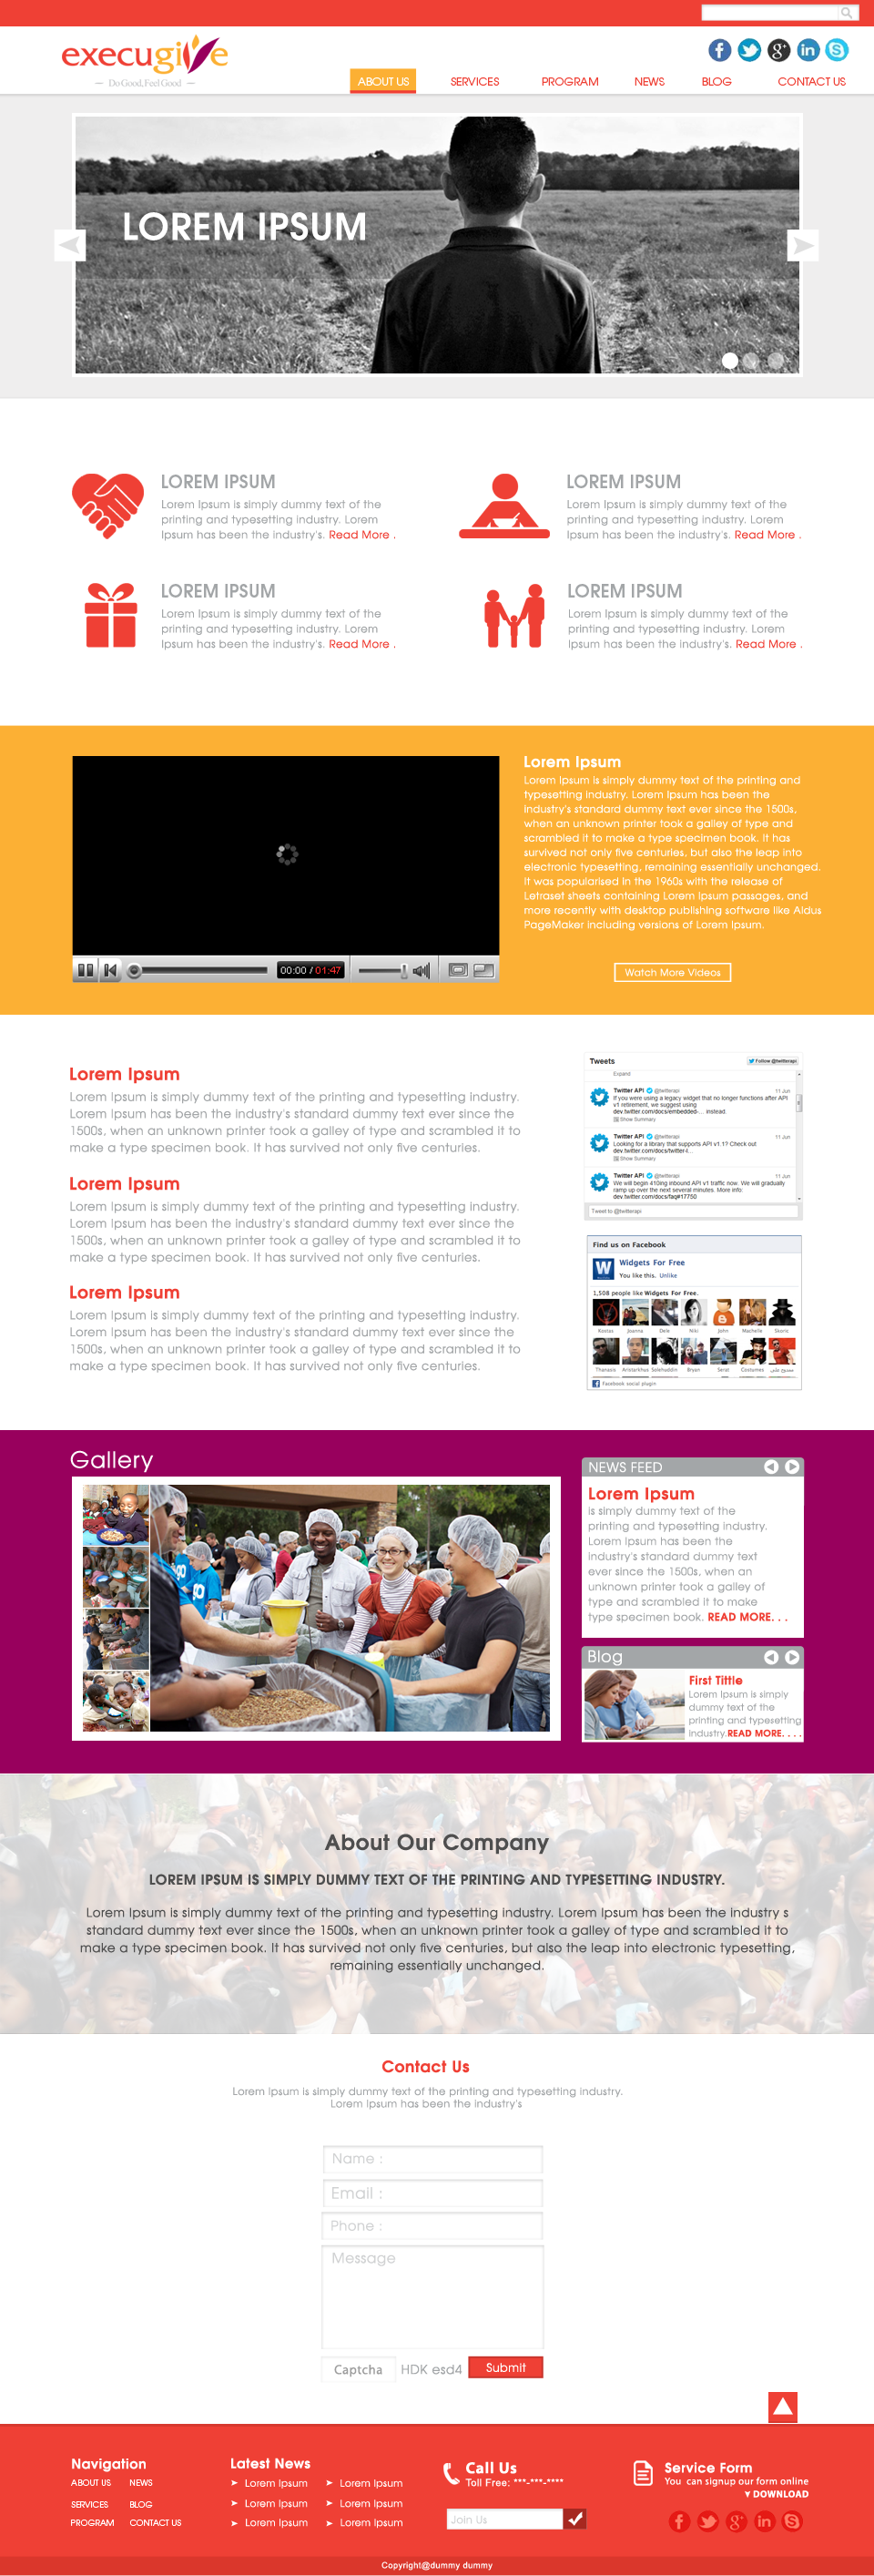 execugive
Do Good, Feel Good
ABOUT US
SERVICES
PROGRAM
NEWS
BLOG
CONTACT US
LOREM IPSUM
LOREM IPSUM
Lorem Ipsum is simply dummy text of the
printing and typesetting industry. Lorem
Ipsum has been the industry's. Read More .
LOREM IPSUM
Lorem Ipsum is simply dummy text of the
printing and typesetting industry. Lorem
Ipsum has been the industry's. Read More .
LOREM IPSUM
Lorem Ipsum is simply dummy text of the
printing and typesetting industry. Lorem
Ipsum has been the industry's. Read More .
LOREM IPSUM
Lorem Ipsum is simply dummy text of the
printing and typesetting industry. Lorem
Ipsum has been the industry's. Read More .
00:00 / 01:47
Lorem Ipsum
Lorem Ipsum is simply dummy text of the printing and
typesetting industry. Lorem Ipsum has been the
industry's standard dummy text ever since the 1500s,
when an unknown printer took a galley of type and
scrambled it to make a type specimen book. It has
survived not only five centuries, but also the leap into
electronic typesetting, remaining essentially unchanged.
It was popularised in the 1960s with the release of
Letraset sheets containing Lorem Ipsum passages, and
more recently with desktop publishing software like Aldus
PageMaker including versions of Lorem Ipsum.
Watch More Videos
Lorem Ipsum
Lorem Ipsum is simply dummy text of the printing and typesetting industry.
Lorem Ipsum has been the industry's standard dummy text ever since the
1500s, when an unknown printer took a galley of type and scrambled it to
make a type specimen book. It has survived not only five centuries.
Lorem Ipsum
Lorem Ipsum is simply dummy text of the printing and typesetting industry.
Lorem Ipsum has been the industry's standard dummy text ever since the
1500s, when an unknown printer took a galley of type and scrambled it to
make a type specimen book. It has survived not only five centuries.
Lorem Ipsum
Lorem Ipsum is simply dummy text of the printing and typesetting industry.
Lorem Ipsum has been the industry's standard dummy text ever since the
1500s, when an unknown printer took a galley of type and scrambled it to
make a type specimen book. It has survived not only five centuries.
Tweets
Follow @twitterapi
Expand
Twitter API @twitterapi 11 Jun
If you were using a legacy widget that no longer functions after API
v1 retirement, we suggest using
dev.twitter.com/docs/embedded-... instead.
Show Summary
Twitter API @twitterapi 11 Jun
Looking for a library that supports API v1.1? Check out
dev.twitter.com/docs/twitter-l...
Show Summary
Twitter API @twitterapi 11 Jun
We will begin 410ing inbound API v1 traffic now. We will gradually
ramp up over the next several minutes. More info:
dev.twitter.com/docs/faq#17750
Tweet to @twitterapi
Find us on Facebook
Widgets For Free
You like this. Unlike
1,508 people like Widgets For Free.
Kostas Joanna Dele Niki John Machelle Skeric
Thanasis Aristarkhus Solehuddin Bryan Serat Costumes
Facebook social plugin
Gallery
NEWS FEED
Lorem Ipsum
is simply dummy text of the
printing and typesetting industry.
Lorem Ipsum has been the
industry's standard dummy text
ever since the 1500s, when an
unknown printer took a galley of
type and scrambled it to make
type specimen book. READ MORE. . .
Blog
First Tittle
Lorem Ipsum is simply
dummy text of the
printing and typesetting
industry.READ MORE. . . .
About Our Company
LOREM IPSUM IS SIMPLY DUMMY TEXT OF THE PRINTING AND TYPESETTING INDUSTRY.
Lorem Ipsum is simply dummy text of the printing and typesetting industry. Lorem Ipsum has been the industry s
standard dummy text ever since the 1500s, when an unknown printer took a galley of type and scrambled it to
make a type specimen book. It has survived not only five centuries, but also the leap into electronic typesetting,
remaining essentially unchanged.
Contact Us
Lorem Ipsum is simply dummy text of the printing and typesetting industry.
Lorem Ipsum has been the industry's
Name :
Email :
Phone :
Message
Captcha
HDK esd4
Submit
Navigation
ABOUT US NEWS
SERVICES BLOG
PROGRAM CONTACT US
Latest News
Lorem Ipsum Lorem Ipsum
Lorem Ipsum Lorem Ipsum
Lorem Ipsum Lorem Ipsum
Call Us
Toll Free: ***-***-****
Join Us
Service Form
You can signup our form online
DOWNLOAD
Copyright@dummy dummy